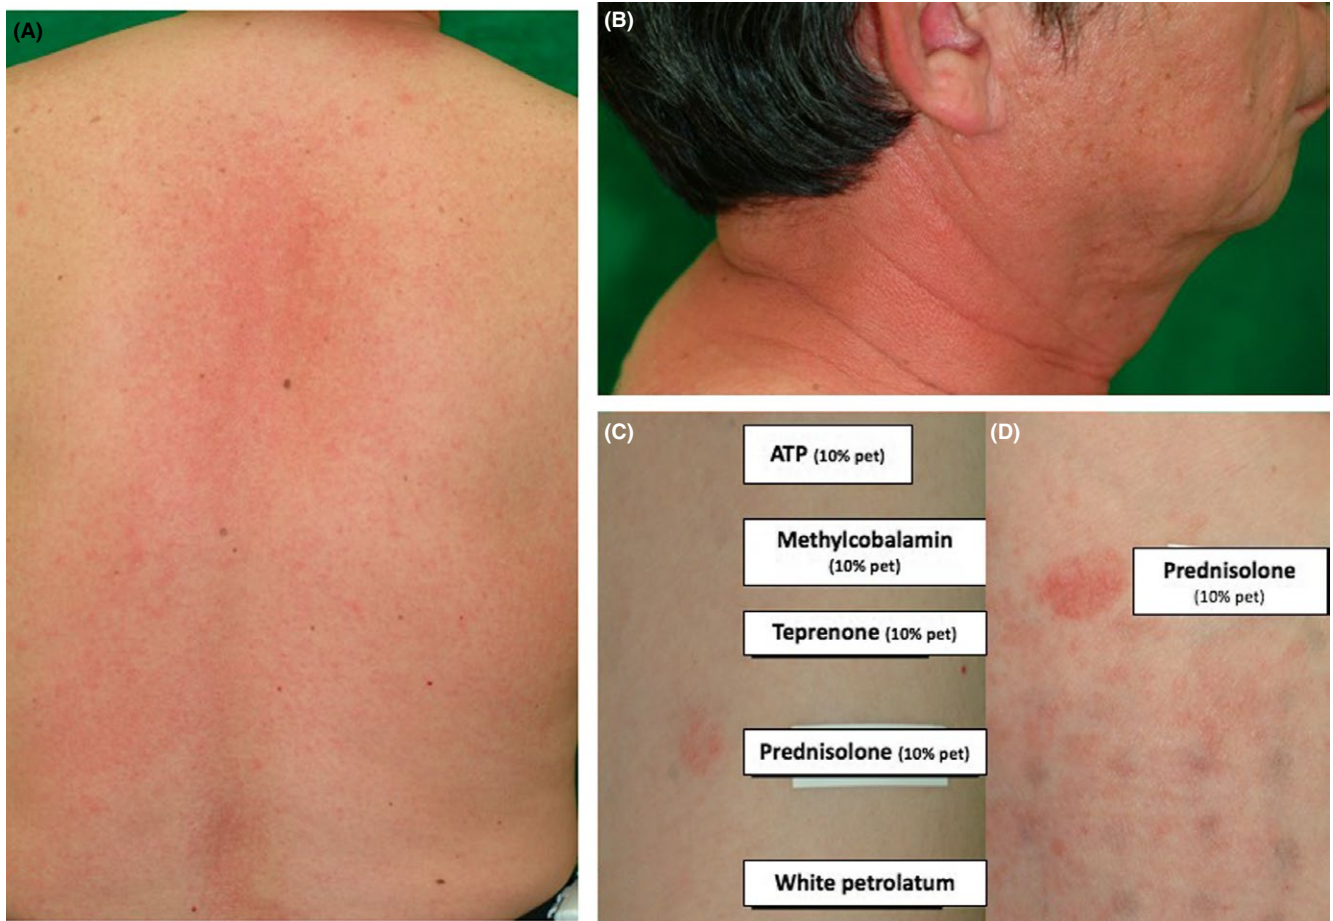 (A)
(B)
(C)
ATP (10% pet)
Methylcobalamin
(10% pet)
Teprenone (10% pet)
Prednisolone (10% pet)
White petrolatum
(D)
Prednisolone
(10% pet)